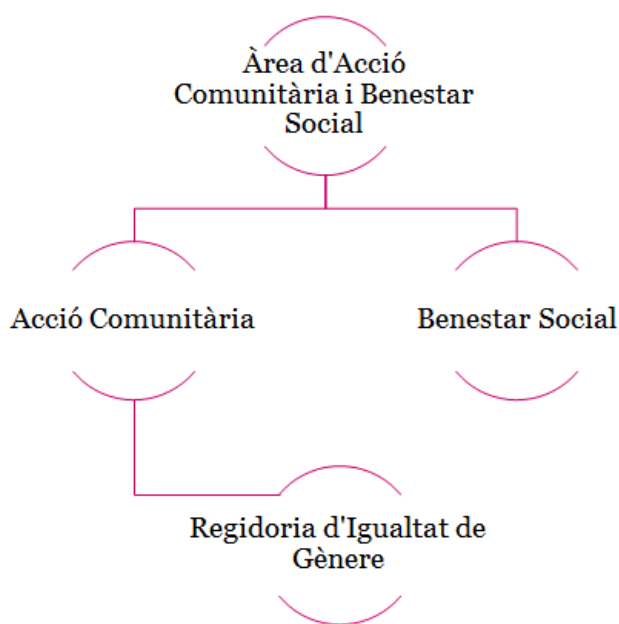 Àrea d'Acció
Comunitària i Benestar
Social
Acció Comunitària
Benestar Social
Regidoria d'Igualtat de
Gènere